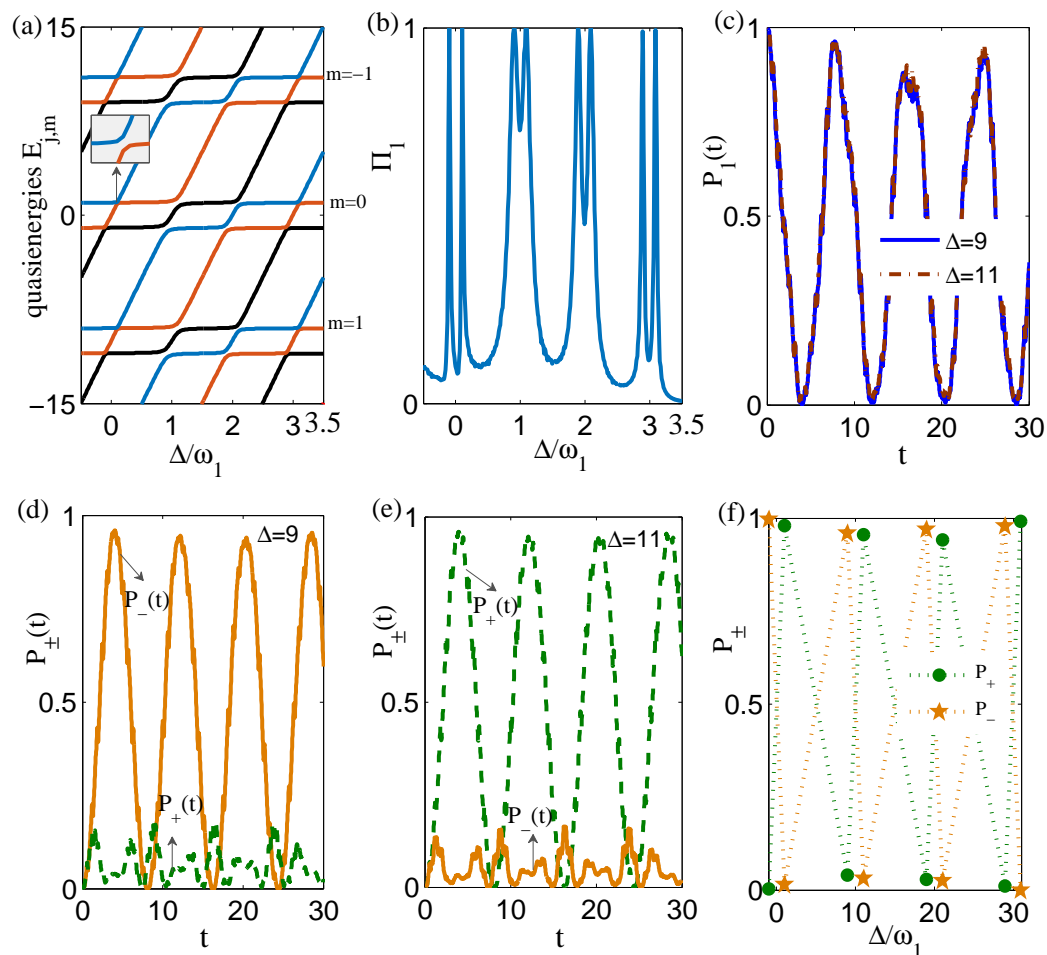 (a)
15
0
−15
quasienergies E_{j,m}
m=−1
m=0
m=1
0
1
2
3
3.5
Δ/ω_1
(b)
1
0
Π_1
0
1
2
3
3.5
Δ/ω_1
(c)
1
0.5
0
P_1(t)
Δ=9
Δ=11
0
10
20
30
t
(d)
1
0.5
0
P_±(t)
Δ=9
P_−(t)
P_+(t)
0
10
20
30
t
(e)
1
0.5
0
P_±(t)
Δ=11
P_+(t)
P_−(t)
0
10
20
30
t
(f)
1
0.5
0
P_±
P_+
P_−
0
10
20
30
Δ/ω_1